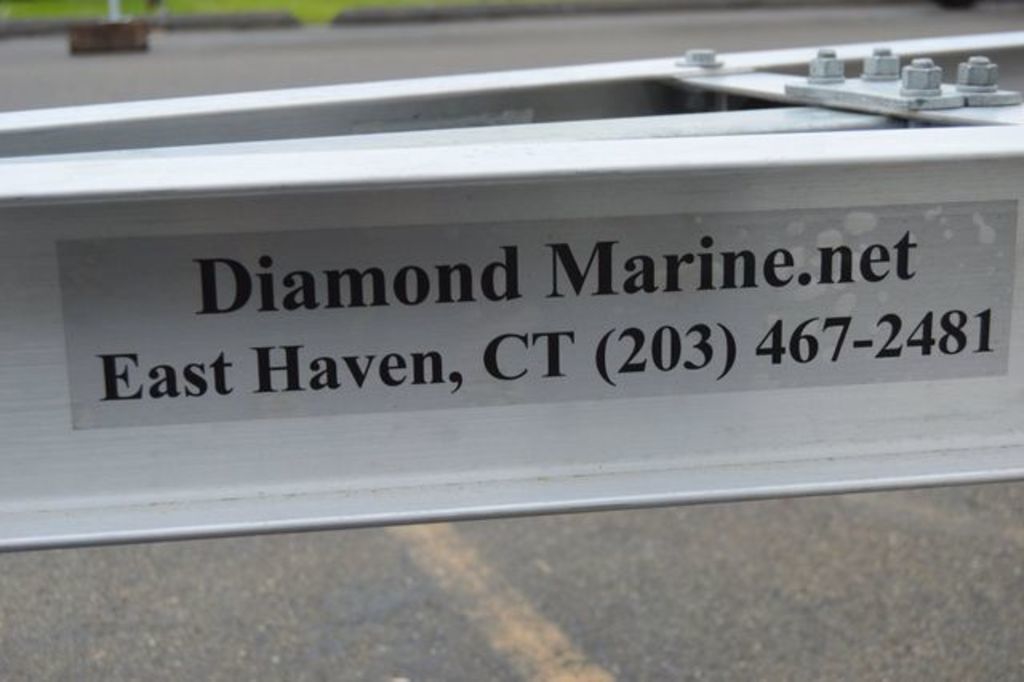 Diamond Marine.net
East Haven, CT (203) 467-2481